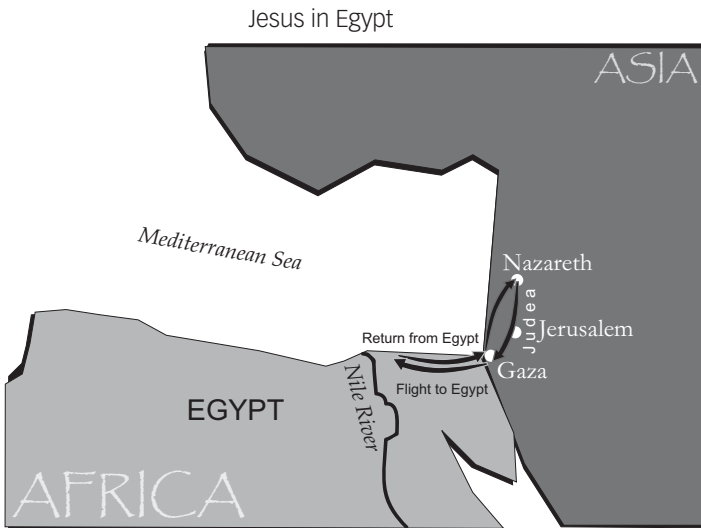 Jesus in Egypt
ASIA
Mediterranean Sea
Nazareth
Judea
Jerusalem
Return from Egypt
Gaza
Flight to Egypt
EGYPT
Nile River
AFRICA